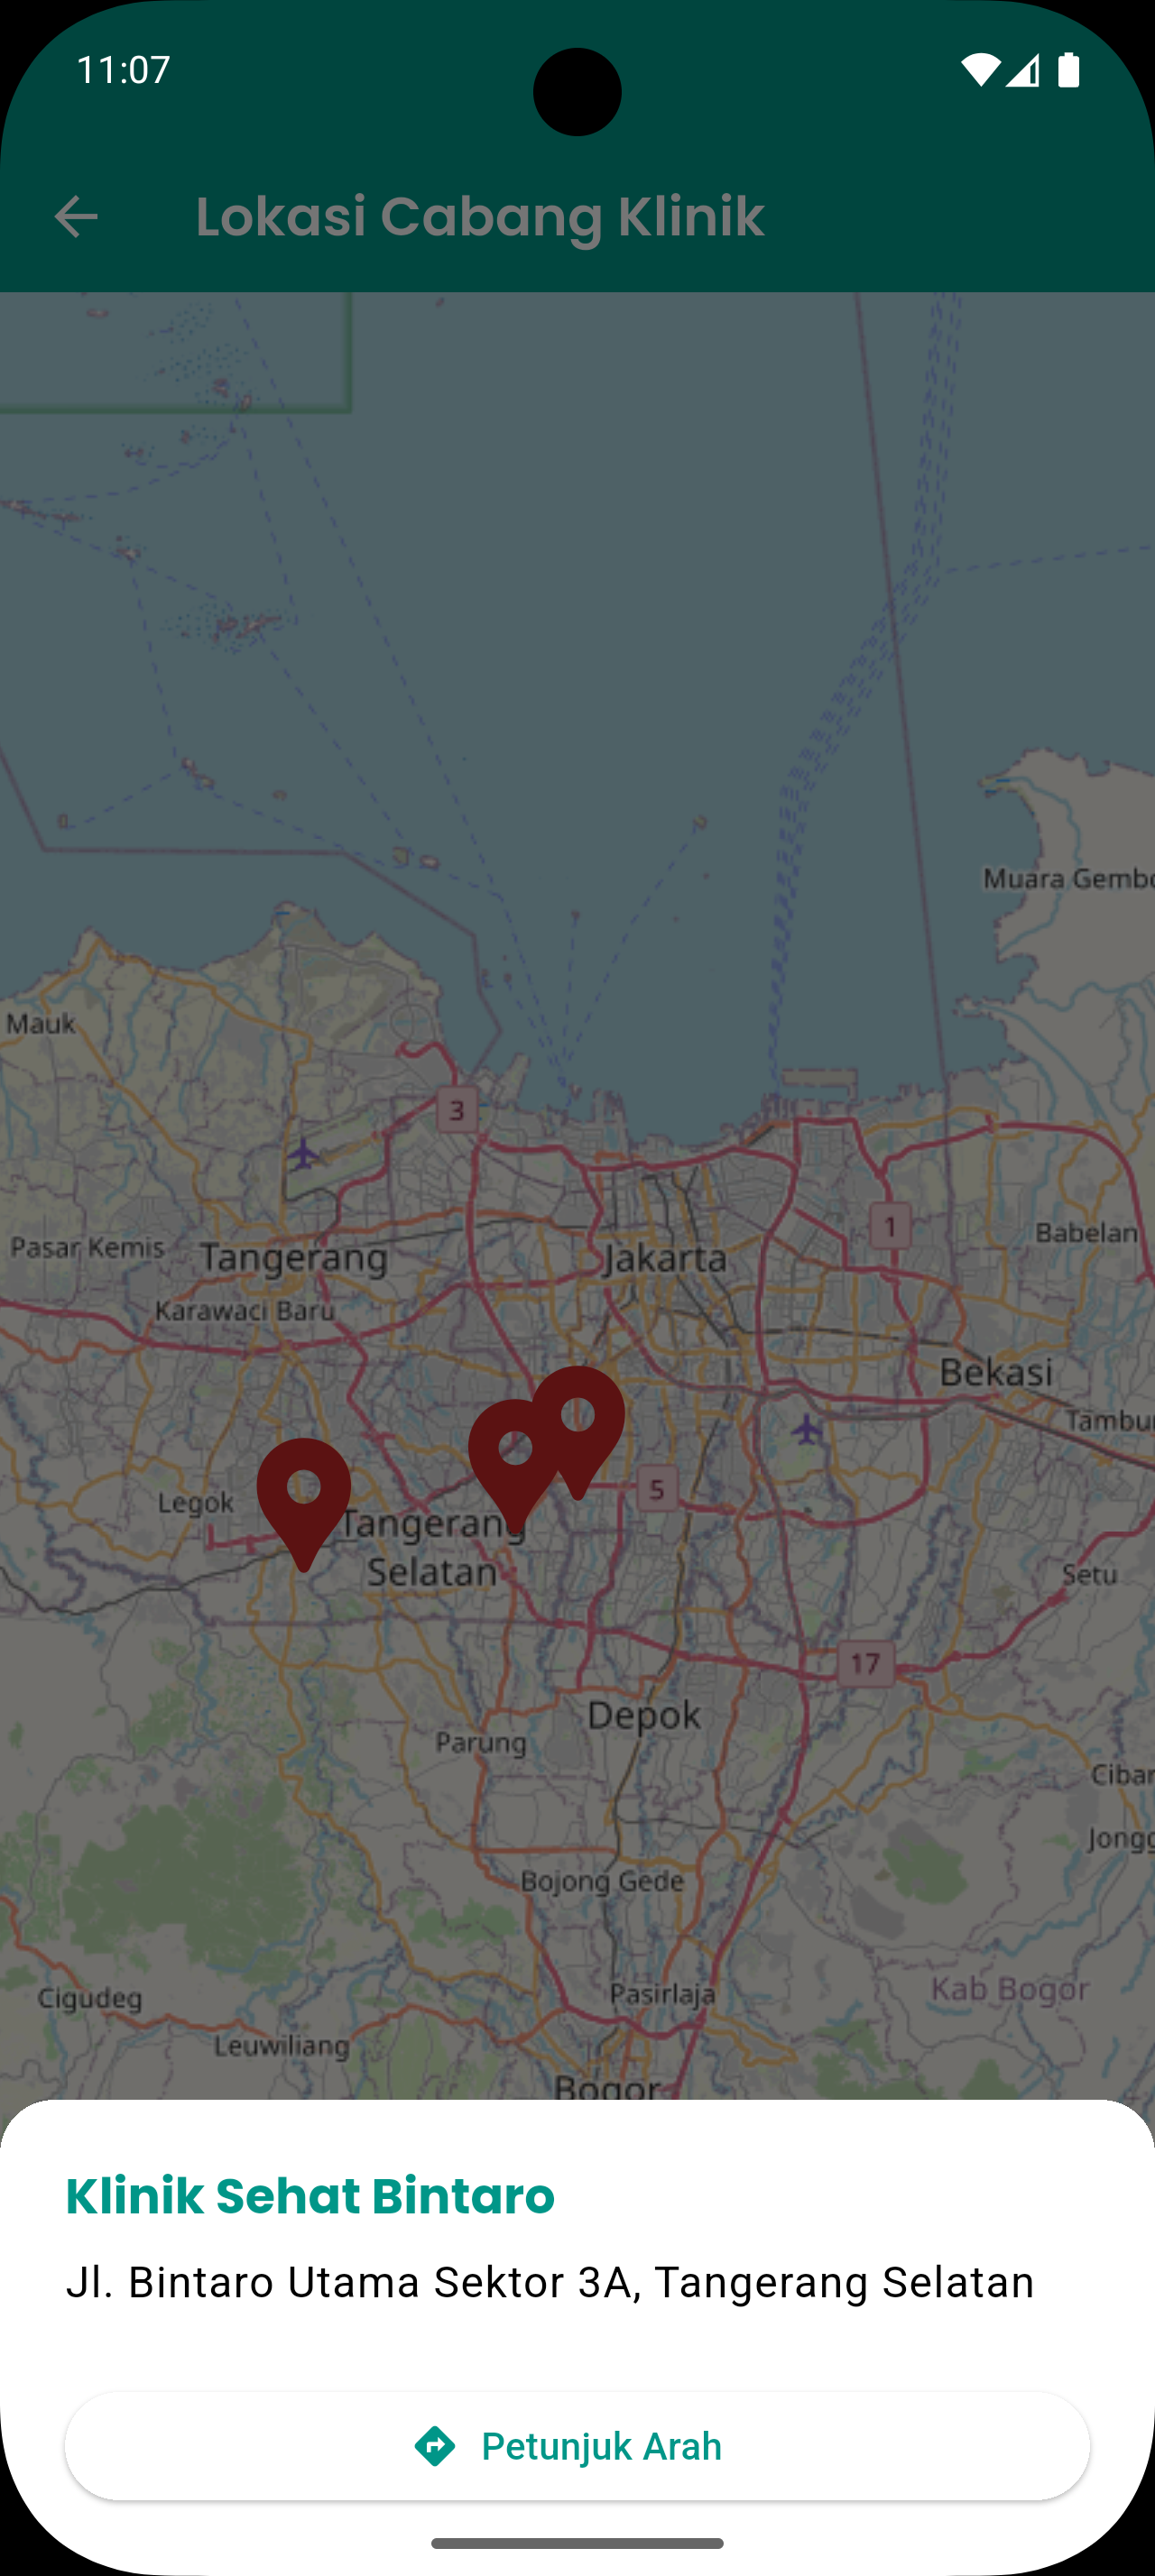 11:07
Lokasi Cabang Klinik
Muara Gembo
Mauk
3
1
Babelan
Pasar Kemis
Tangerang
Jakarta
Karawaci Baru
Bekasi
Tambu
5
Legok
Tangerang
Selatan
Setu
17
Depok
Parung
Cibar
Jongg
Bojong Gede
Kab Bogor
Cigudeg
Pasirlaja
Leuwiliang
Bogor
Klinik Sehat Bintaro
Jl. Bintaro Utama Sektor 3A, Tangerang Selatan
Petunjuk Arah